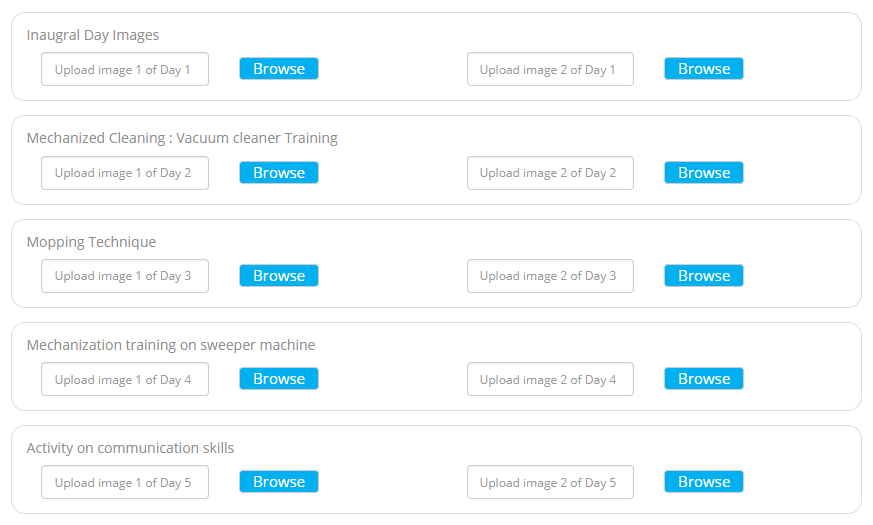 Inaugral Day Images
Upload image 1 of Day 1 Browse Upload image 2 of Day 1 Browse
Mechanized Cleaning : Vacuum cleaner Training
Upload image 1 of Day 2 Browse Upload image 2 of Day 2 Browse
Mopping Technique
Upload image 1 of Day 3 Browse Upload image 2 of Day 3 Browse
Mechanization training on sweeper machine
Upload image 1 of Day 4 Browse Upload image 2 of Day 4 Browse
Activity on communication skills
Upload image 1 of Day 5 Browse Upload image 2 of Day 5 Browse